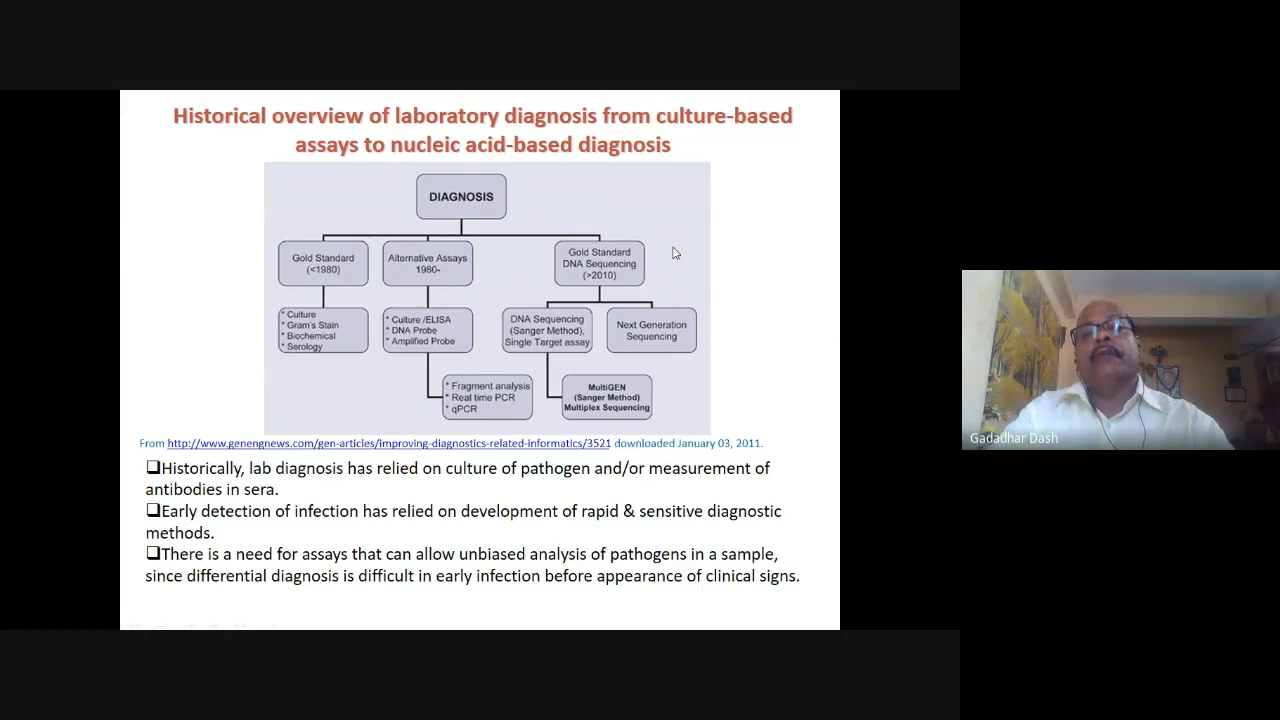 Historical overview of laboratory diagnosis from culture-based
assays to nucleic acid-based diagnosis
DIAGNOSIS
Gold Standard
(<1980)
Alternative Assays
1980-
Gold Standard
DNA Sequencing
(>2010)
* Culture
* Gram's Stain
* Biochemical
* Serology
* Culture /ELISA
* DNA Probe
* Amplified Probe
DNA Sequencing
(Sanger Method),
Single Target assay
Next Generation
Sequencing
* Fragment analysis
* Real time PCR
* qPCR
MultiGEN
(Sanger Method)
Multiplex Sequencing
From http://www.genengnews.com/gen-articles/improving-diagnostics-related-informatics/3521 downloaded January 03, 2011.
❑Historically, lab diagnosis has relied on culture of pathogen and/or measurement of
antibodies in sera.
❑Early detection of infection has relied on development of rapid & sensitive diagnostic
methods.
❑There is a need for assays that can allow unbiased analysis of pathogens in a sample,
since differential diagnosis is difficult in early infection before appearance of clinical signs.
Gadadhar Dash